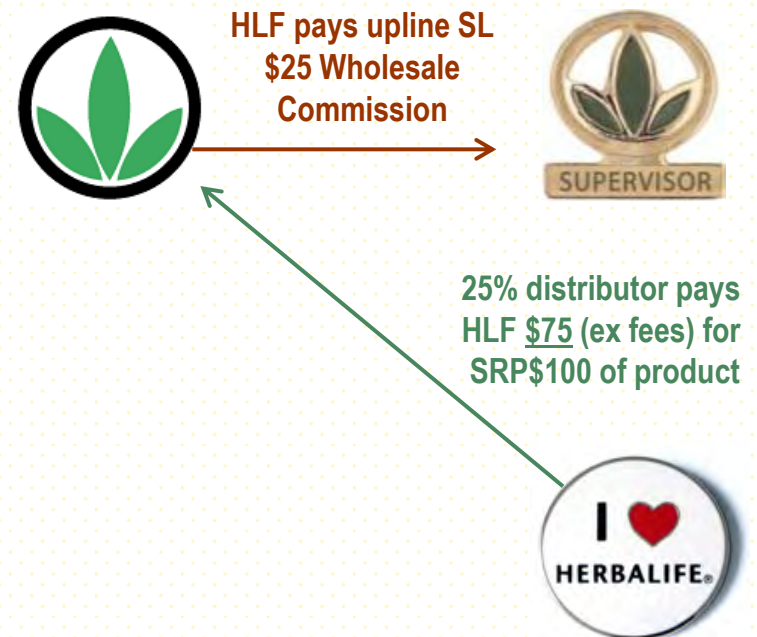 HLF pays upline SL
$25 Wholesale
Commission
SUPERVISOR
25% distributor pays
HLF $75 (ex fees) for
SRP$100 of product
I ♥
HERBALIFE®